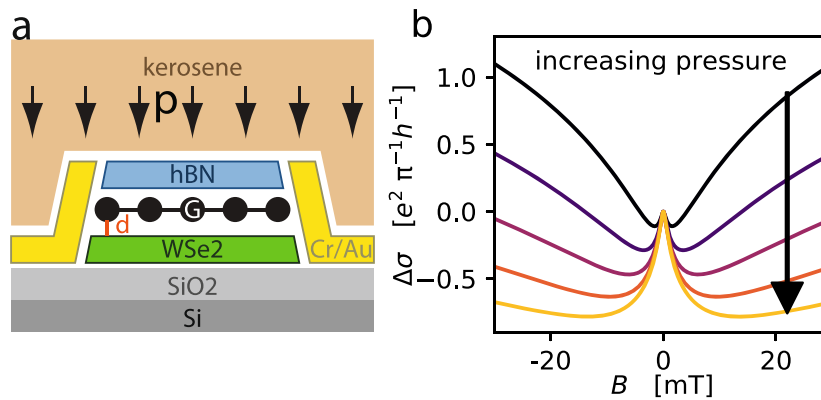 a
kerosene
p
hBN
G
d
WSe2
Cr/Au
SiO2
Si
b
increasing pressure
1.0
0.5
0.0
−0.5
Δσ [e² π⁻¹h⁻¹]
-20
0
20
B [mT]